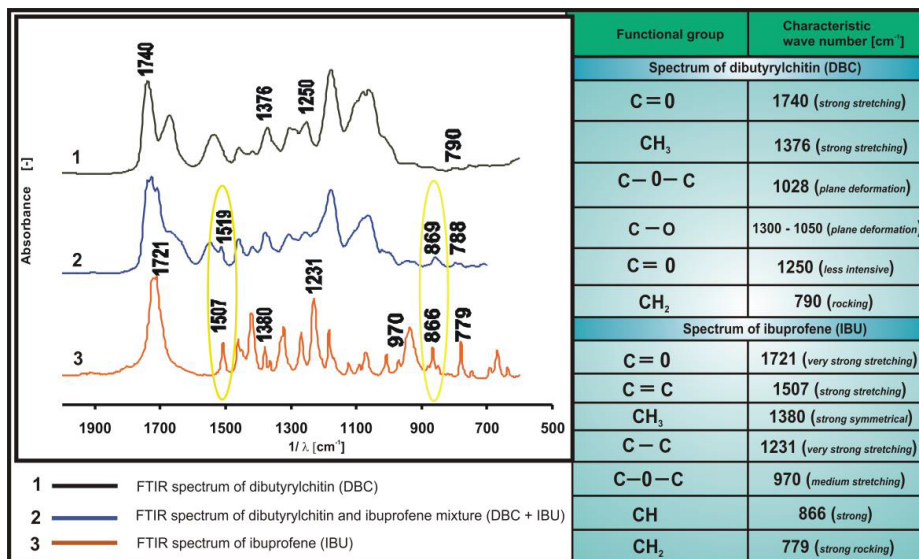 1740
1376
1250
790
1
1519
869
788
2
1721
1507
1380
1231
970
866
779
3
Absorbance [-]
1900 1700 1500 1300 1100 900 700 500
1/ λ [cm⁻¹]
1 FTIR spectrum of dibutyrylchitin (DBC)
2 FTIR spectrum of dibutyrylchitin and ibuprofene mixture (DBC + IBU)
3 FTIR spectrum of ibuprofene (IBU)
Functional group Characteristic
wave number [cm⁻¹]
Spectrum of dibutyrylchitin (DBC)
C=0 1740 (strong stretching)
CH₃ 1376 (strong stretching)
C-0-C 1028 (plane deformation)
C-O 1300 - 1050 (plane deformation)
C=0 1250 (less intensive)
CH₂ 790 (rocking)
Spectrum of ibuprofene (IBU)
C=0 1721 (very strong stretching)
C=C 1507 (strong stretching)
CH₃ 1380 (strong symmetrical)
C-C 1231 (very strong stretching)
C-0-C 970 (medium stretching)
CH 866 (strong)
CH₂ 779 (strong rocking)